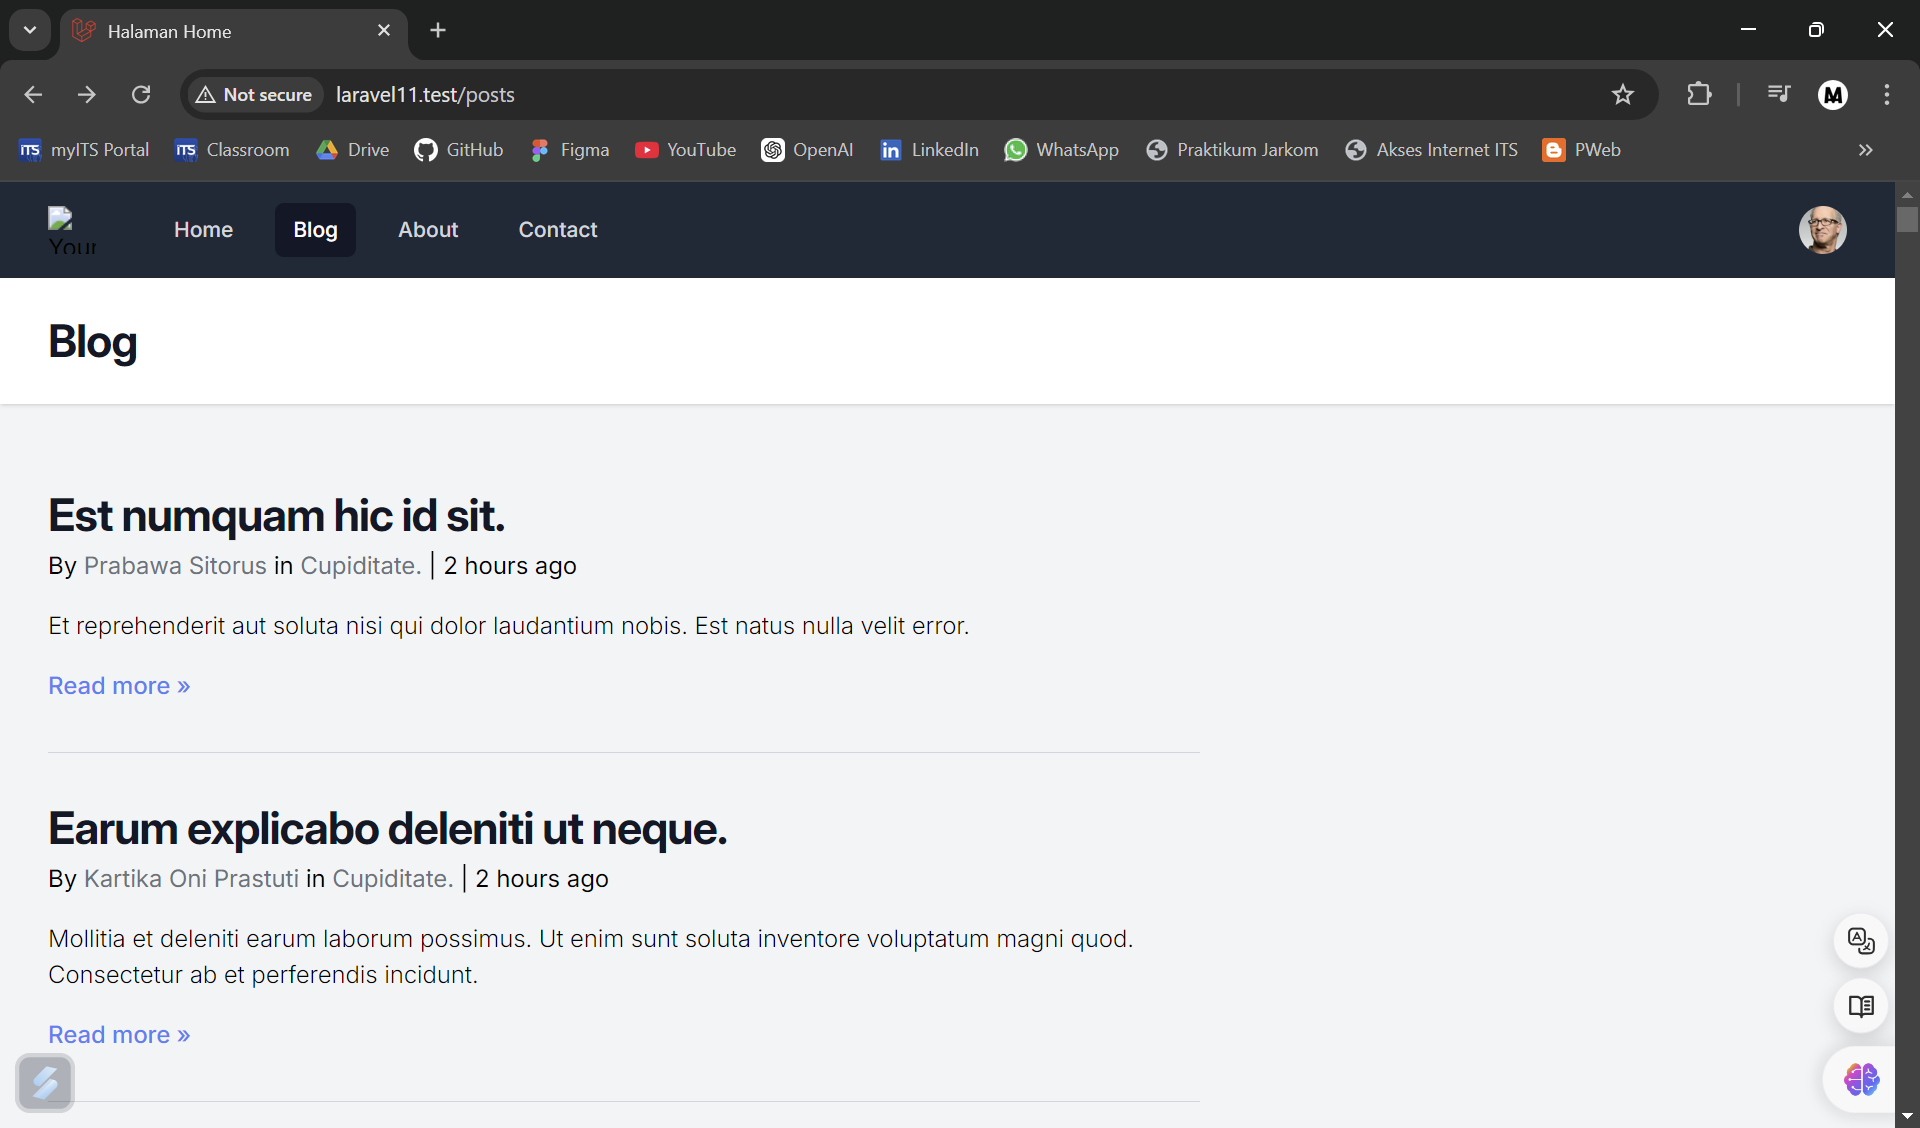 Halaman Home
Not secure
laravel11.test/posts
myITS Portal
Classroom
Drive
GitHub
Figma
YouTube
OpenAI
LinkedIn
WhatsApp
Praktikum Jarkom
Akses Internet ITS
PWeb
Your
Home
Blog
About
Contact
Blog
Est numquam hic id sit.
By Prabawa Sitorus in Cupiditate. | 2 hours ago
Et reprehenderit aut soluta nisi qui dolor laudantium nobis. Est natus nulla velit error.
Read more »
Earum explicabo deleniti ut neque.
By Kartika Oni Prastuti in Cupiditate. | 2 hours ago
Mollitia et deleniti earum laborum possimus. Ut enim sunt soluta inventore voluptatum magni quod.
Consectetur ab et perferendis incidunt.
Read more »